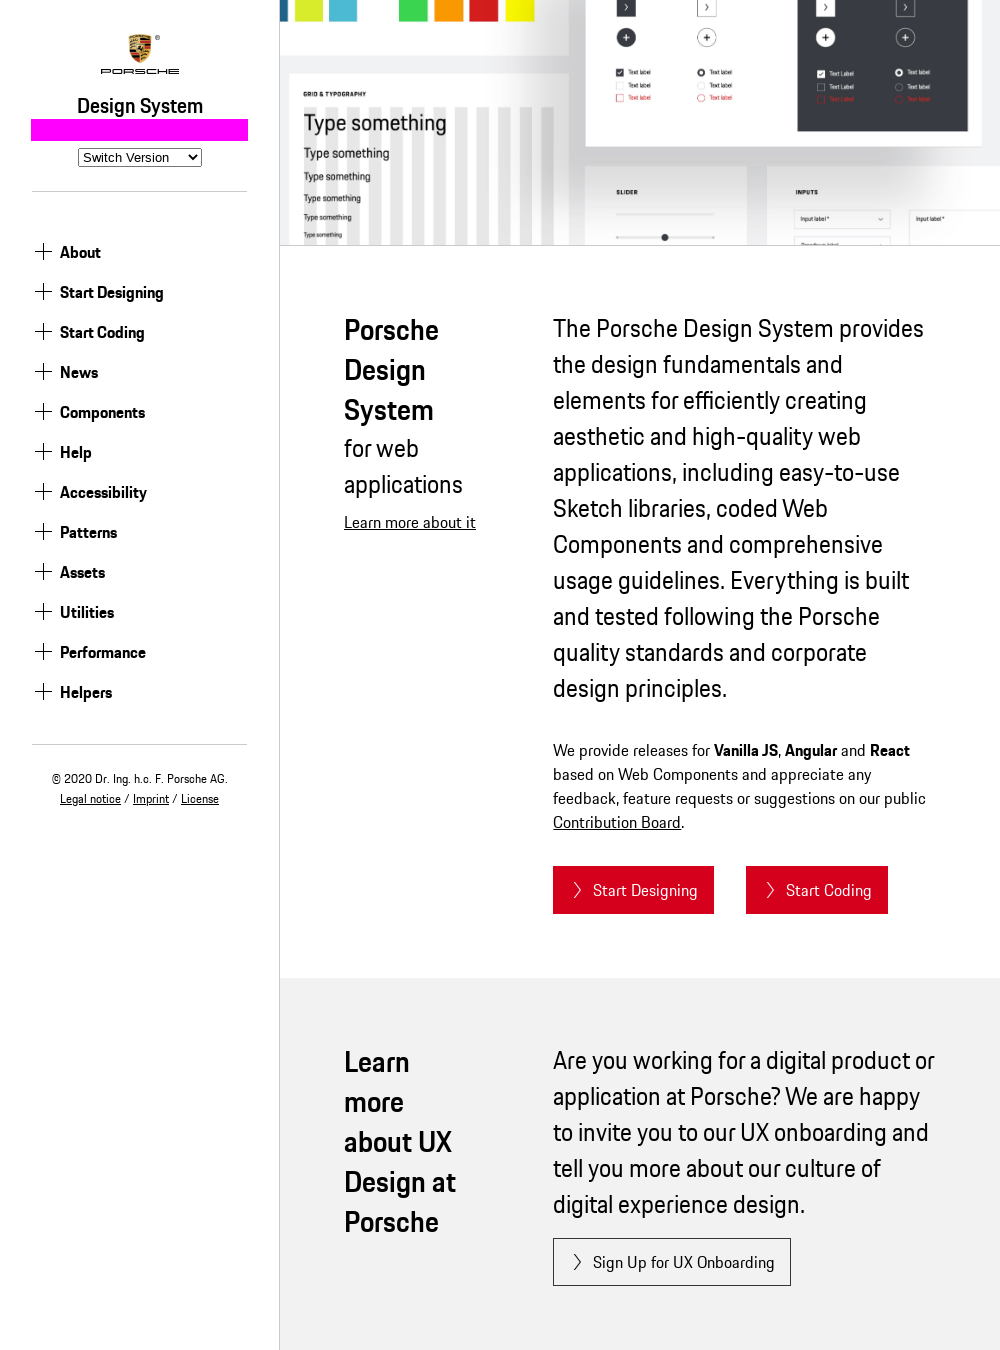 PORSCHE
Design System
Switch Version
About
Start Designing
Start Coding
News
Components
Help
Accessibility
Patterns
Assets
Utilities
Performance
Helpers
© 2020 Dr. Ing. h.c. F. Porsche AG.
Legal notice / Imprint / License
GRID & TYPOGRAPHY
Type something
Type something
Type something
Type something
Type something
Type something
Text label
Text label
Text label
Text label
Text label
Text label
Text Label
Text label
Text Label
Text label
Text Label
Text label
SLIDER
INPUTS
Input label *
Input label *
Porsche
Design
System
for web
applications
Learn more about it
The Porsche Design System provides
the design fundamentals and
elements for efficiently creating
aesthetic and high-quality web
applications, including easy-to-use
Sketch libraries, coded Web
Components and comprehensive
usage guidelines. Everything is built
and tested following the Porsche
quality standards and corporate
design principles.
We provide releases for Vanilla JS, Angular and React
based on Web Components and appreciate any
feedback, feature requests or suggestions on our public
Contribution Board.
Start Designing
Start Coding
Learn
more
about UX
Design at
Porsche
Are you working for a digital product or
application at Porsche? We are happy
to invite you to our UX onboarding and
tell you more about our culture of
digital experience design.
Sign Up for UX Onboarding